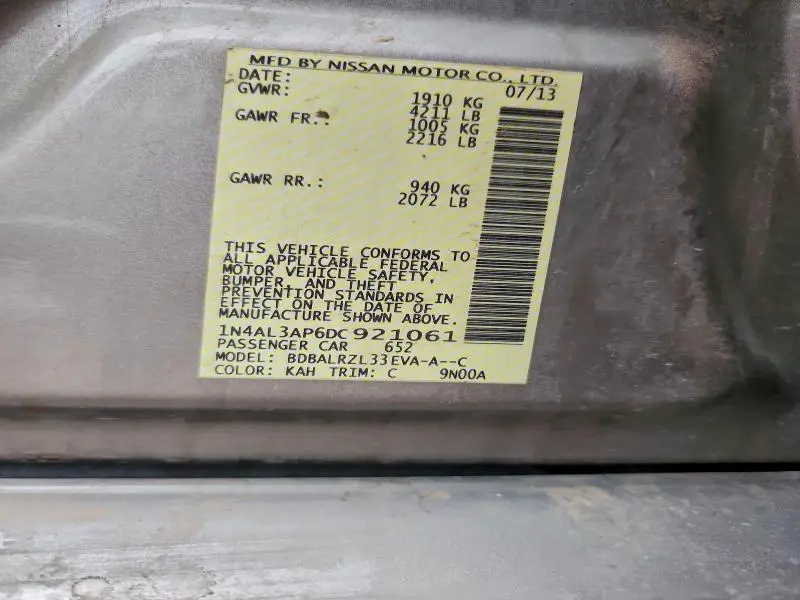 MFD BY NISSAN MOTOR CO., LTD.
DATE: 07/13
GVWR: 1910 KG
4211 LB
GAWR FR.: 1005 KG
2216 LB
GAWR RR.: 940 KG
2072 LB
THIS VEHICLE CONFORMS TO
ALL APPLICABLE FEDERAL
MOTOR VEHICLE SAFETY,
BUMPER, AND THEFT
PREVENTION STANDARDS IN
EFFECT ON THE DATE OF
MANUFACTURE SHOWN ABOVE.
1N4AL3AP6DC921061
PASSENGER CAR 652
MODEL: BDBALRZL33EVA-A--C
COLOR: KAH TRIM: C 9N00A